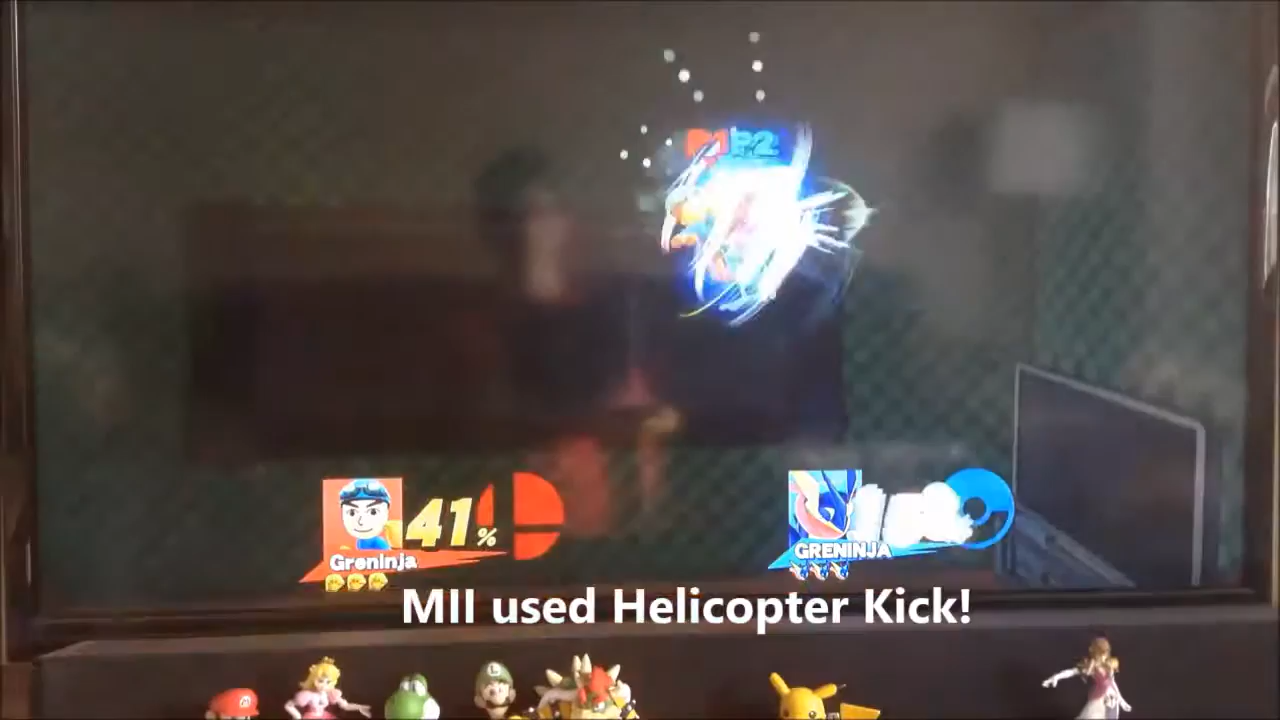 P1 P2
41%
Greninja
GRENINJA
MII used Helicopter Kick!